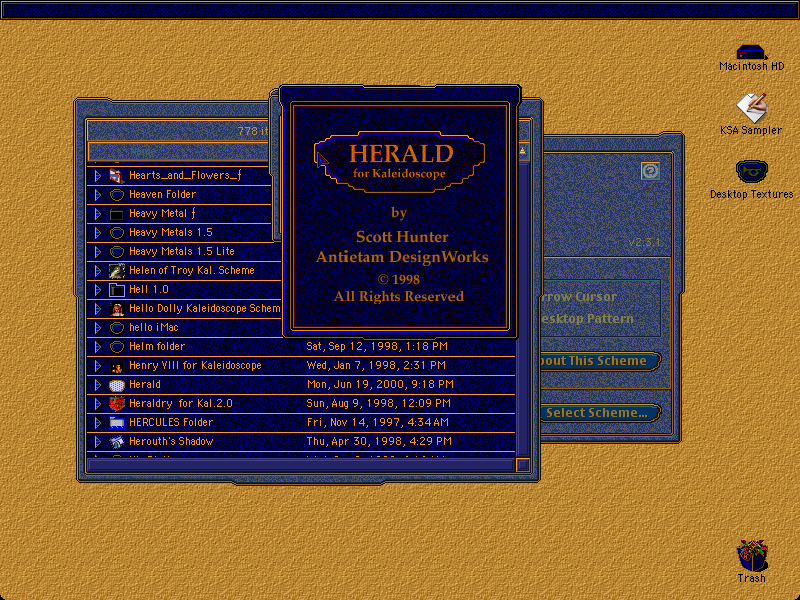 Macintosh HD
KSA Sampler
Desktop Textures
Trash
778 it
Hearts_and_Flowers_ƒ
Heaven Folder
Heavy Metal ƒ
Heavy Metals 1.5
Heavy Metals 1.5 Lite
Helen of Troy Kal. Scheme
Hell 1.0
Hello Dolly Kaleidoscope Schem
hello iMac
Helm folder Sat, Sep 12, 1998, 1:18 PM
Henry VIII for Kaleidoscope Wed, Jan 7, 1998, 2:31 PM
Herald Mon, Jun 19, 2000, 9:18 PM
Heraldry for Kal.2.0 Sun, Aug 9, 1998, 12:09 PM
HERCULES Folder Fri, Nov 14, 1997, 4:34 AM
Herouth's Shadow Thu, Apr 30, 1998, 4:29 PM
HERALD
for Kaleidoscope
by
Scott Hunter
Antietam DesignWorks
© 1998
All Rights Reserved
?
v2.3.1
rrow Cursor
esktop Pattern
bout This Scheme
Select Scheme...